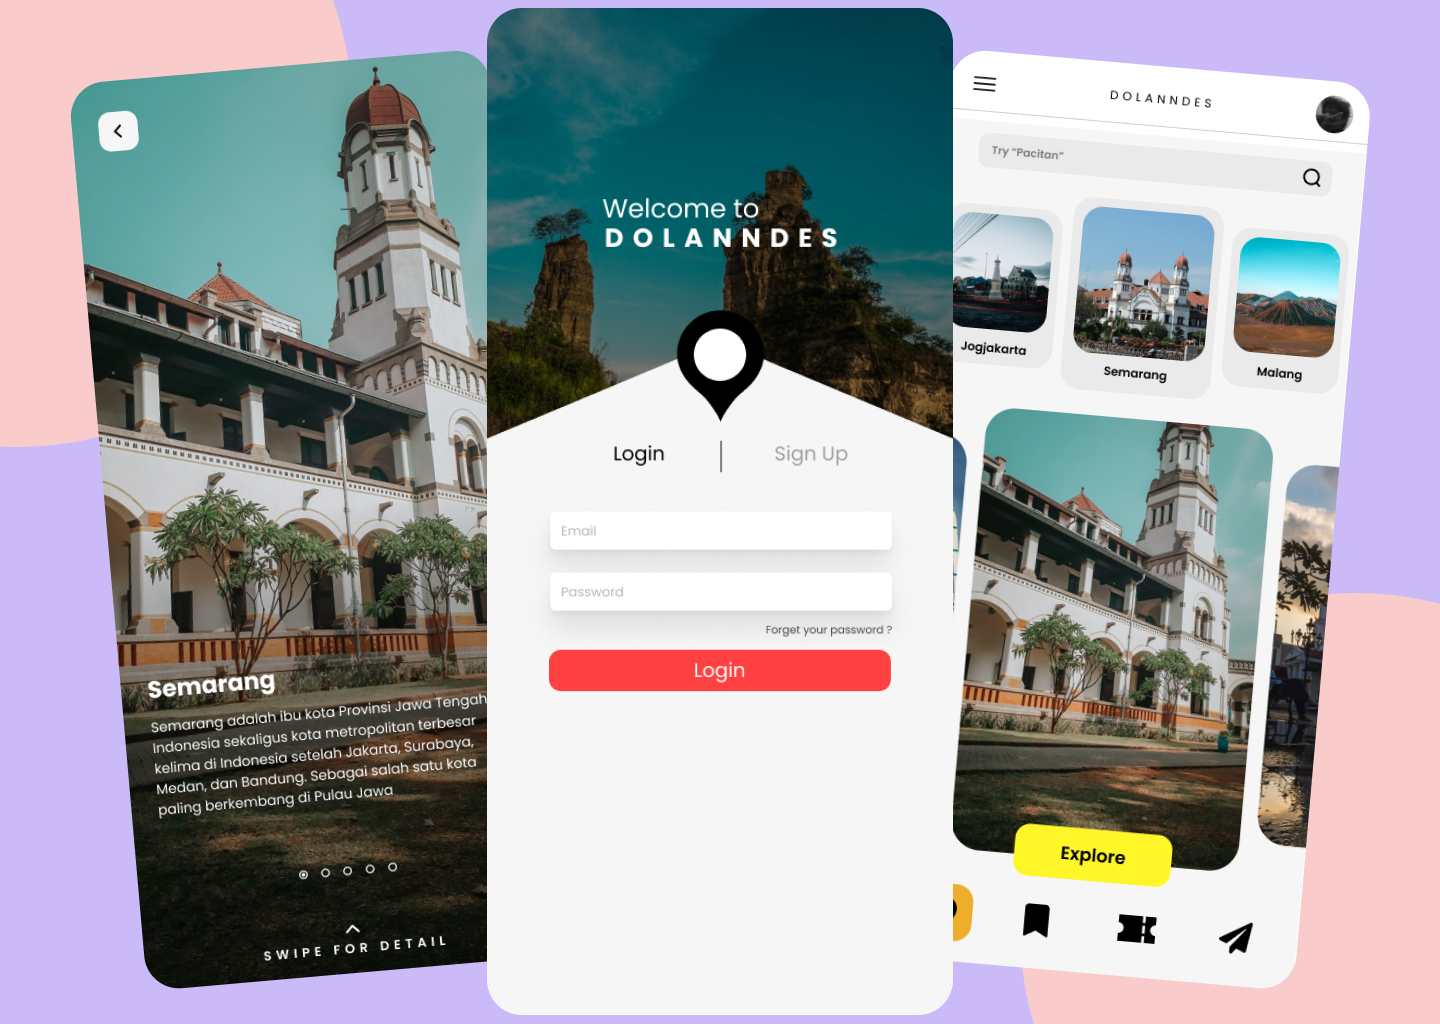 Semarang
Semarang adalah ibu kota Provinsi Jawa Tengah
Indonesia sekaligus kota metropolitan terbesar
kelima di Indonesia setelah Jakarta, Surabaya,
Medan, dan Bandung. Sebagai salah satu kota
paling berkembang di Pulau Jawa
SWIPE FOR DETAIL
Welcome to
DOLANNDES
Login
Sign Up
Email
Password
Forget your password ?
Login
DOLANNDES
Try "Pacitan"
Jogjakarta
Semarang
Malang
Explore